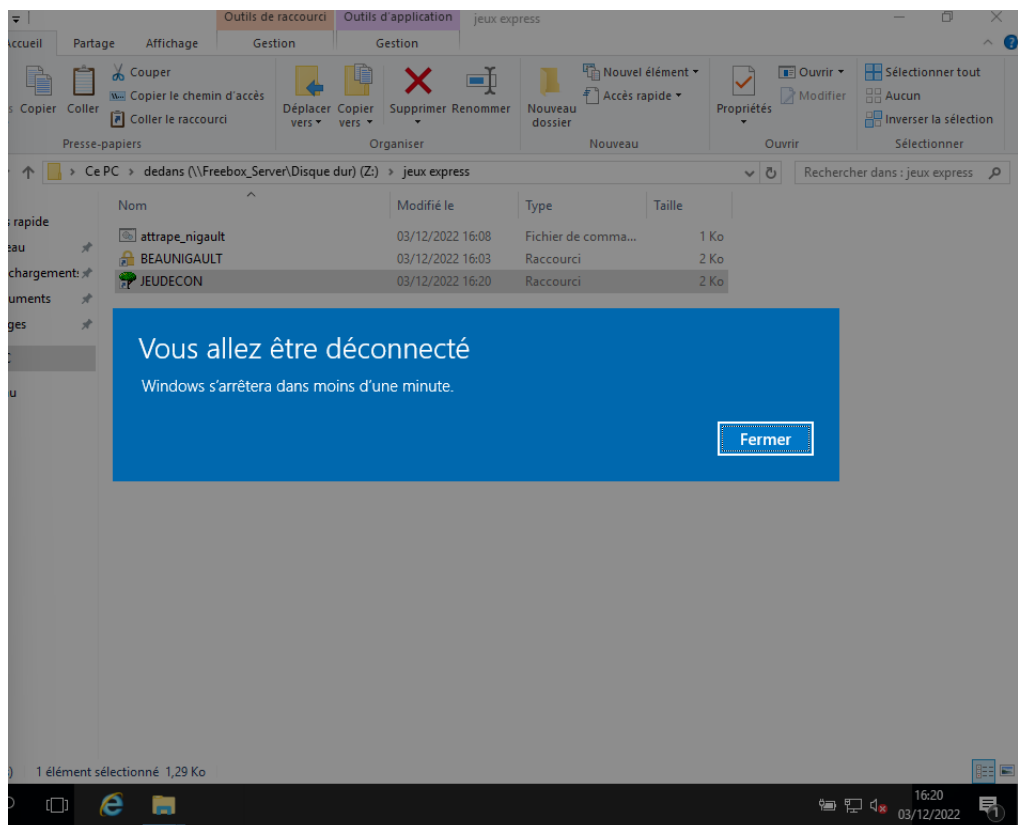 Outils de raccourci Outils d'application jeux express
Accueil Partage Affichage Gestion Gestion
Couper
Copier le chemin d'accès
Coller le raccourci
Copier Coller
Déplacer vers Copier vers Supprimer Renommer
Nouveau dossier
Nouvel élément
Accès rapide
Propriétés
Ouvrir
Modifier
Sélectionner tout
Aucun
Inverser la sélection
Presse-papiers Organiser Nouveau Ouvrir Sélectionner
Ce PC > dedans (\\Freebox_Server\Disque dur) (Z:) > jeux express
Rechercher dans : jeux express
Nom Modifié le Type Taille
rapide
attrape_nigault 03/12/2022 16:08 Fichier de comma... 1 Ko
BEAUNIGAULT 03/12/2022 16:03 Raccourci 2 Ko
JEUDECON 03/12/2022 16:20 Raccourci 2 Ko
eau
chargement:
uments
ges
Vous allez être déconnecté
Windows s'arrêtera dans moins d'une minute.
Fermer
1 élément sélectionné 1,29 Ko
16:20
03/12/2022
1